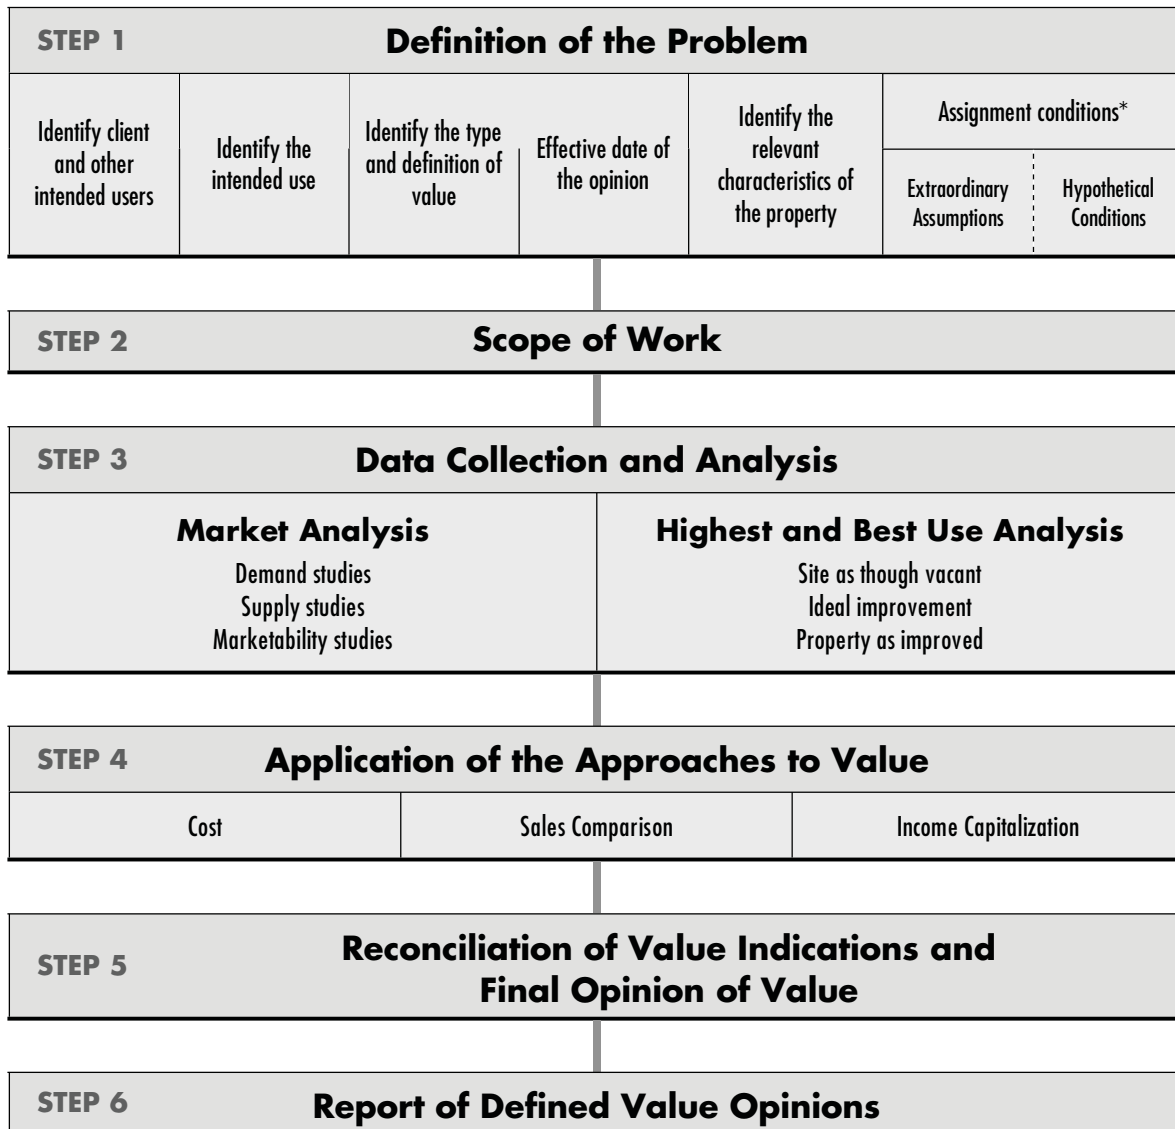 STEP 1
Definition of the Problem
Identify client
and other
intended users
Identify the
intended use
Identify the type
and definition of
value
Effective date of
the opinion
Identify the
relevant
characteristics of
the property
Assignment conditions*
Extraordinary
Assumptions
Hypothetical
Conditions
STEP 2
Scope of Work
STEP 3
Data Collection and Analysis
Market Analysis
Demand studies
Supply studies
Marketability studies
Highest and Best Use Analysis
Site as though vacant
Ideal improvement
Property as improved
STEP 4
Application of the Approaches to Value
Cost
Sales Comparison
Income Capitalization
STEP 5
Reconciliation of Value Indications and
Final Opinion of Value
STEP 6
Report of Defined Value Opinions